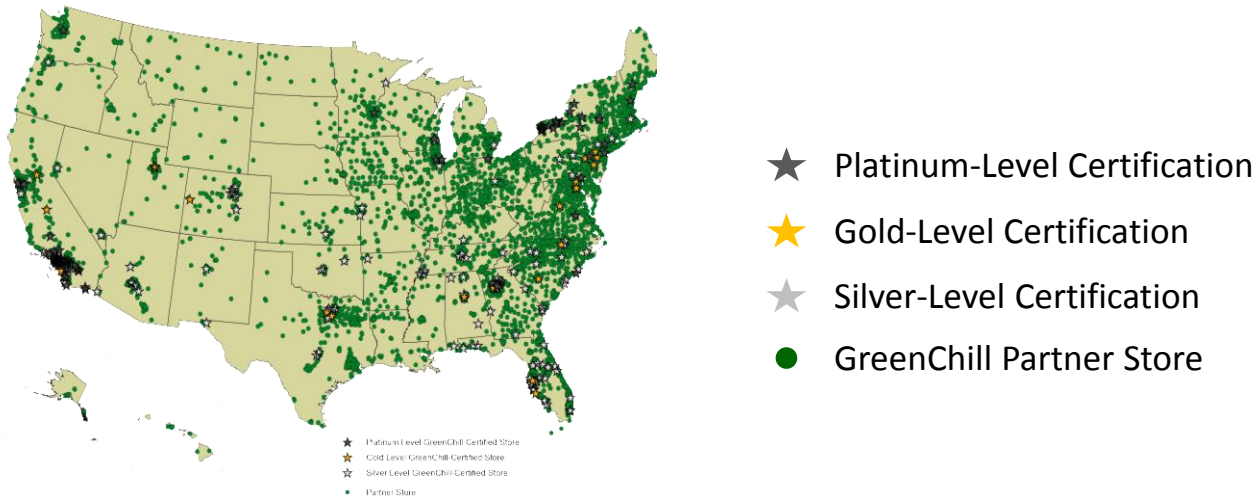 Platinum-Level Certification
Gold-Level Certification
Silver-Level Certification
GreenChill Partner Store
Platinum Level GreenChill-Certified Store
Gold Level GreenChill-Certified Store
Silver Level GreenChill-Certified Store
Partner Store